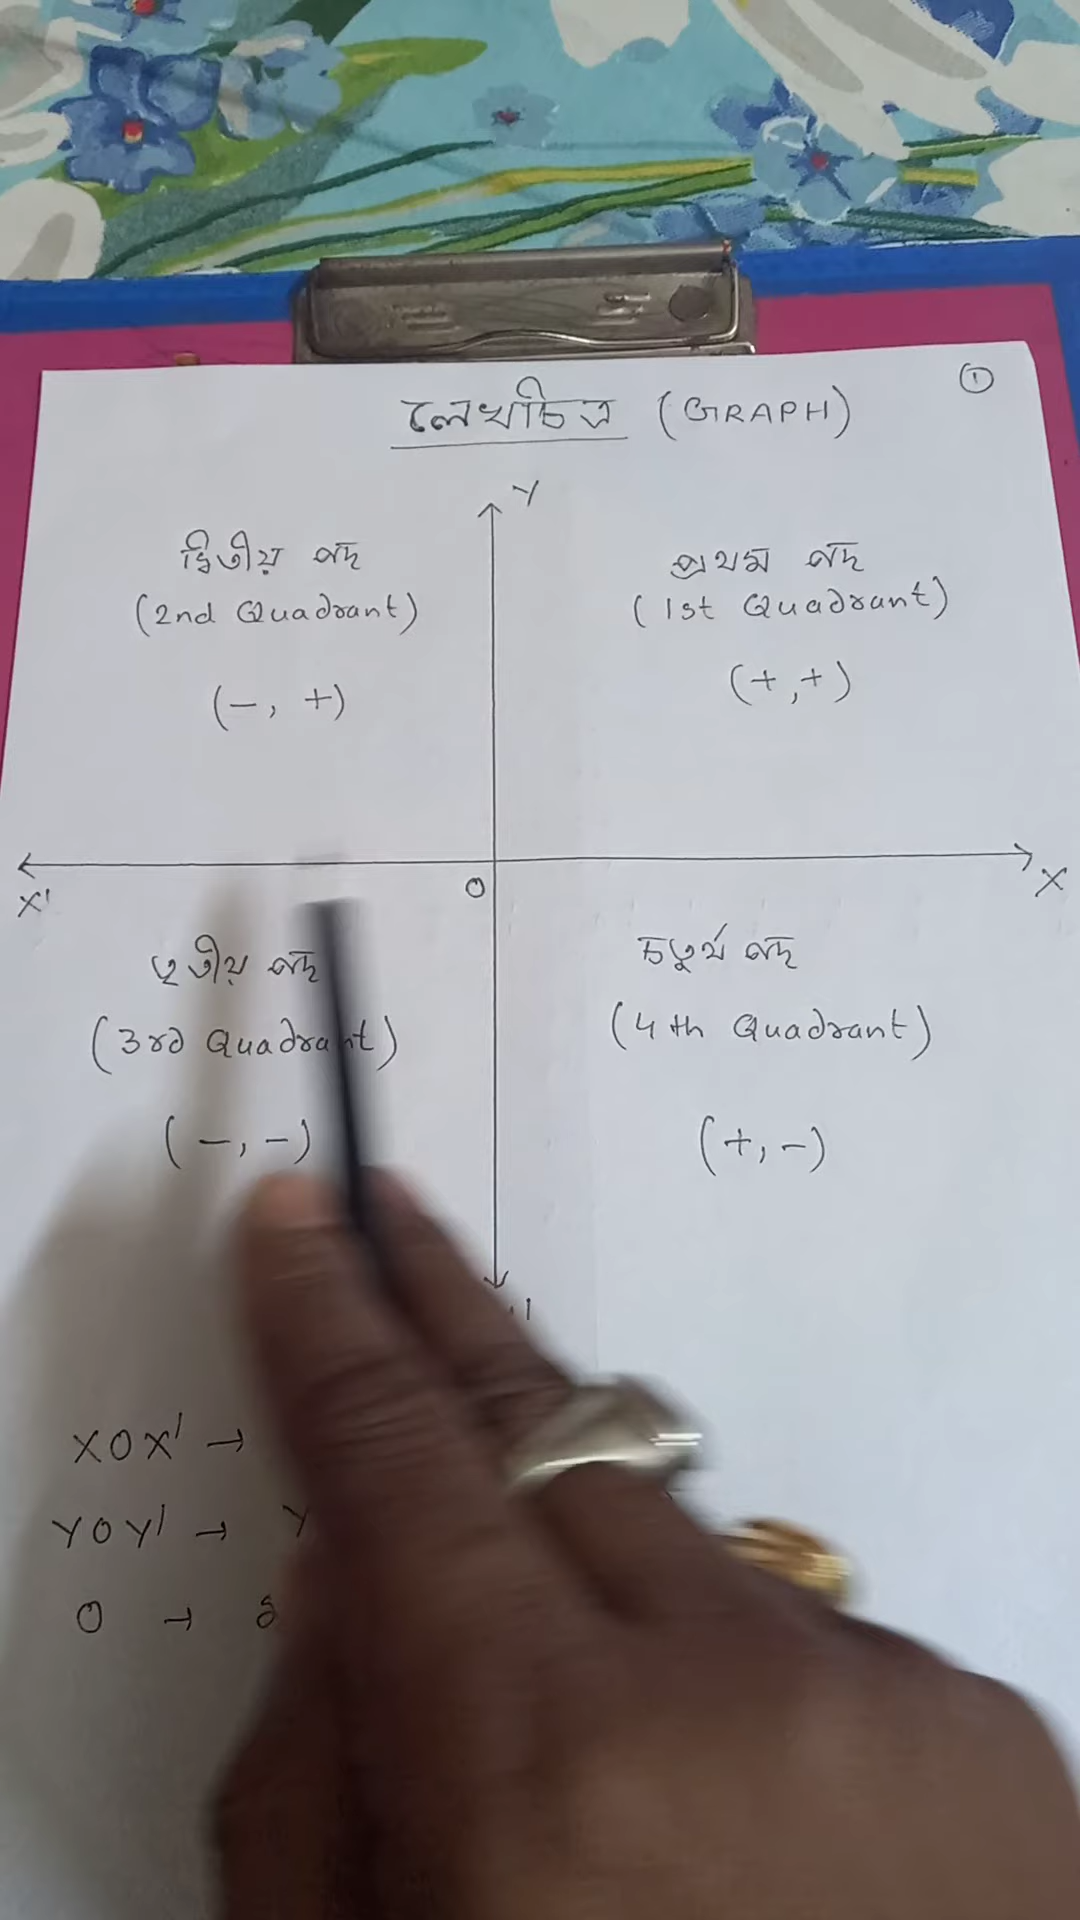 ①
লেখচিত্র (GRAPH)
Y
দ্বিতীয় পাদ
(2nd Quadrant)
(−, +)
প্রথম পাদ
(1st Quadrant)
(+,+)
X'
O
X
তৃতীয় পাদ
(3rd Quadrant)
(−,−)
চতুর্থ পাদ
(4th Quadrant)
(+,−)
XOX' →
YOY' → Y
O →